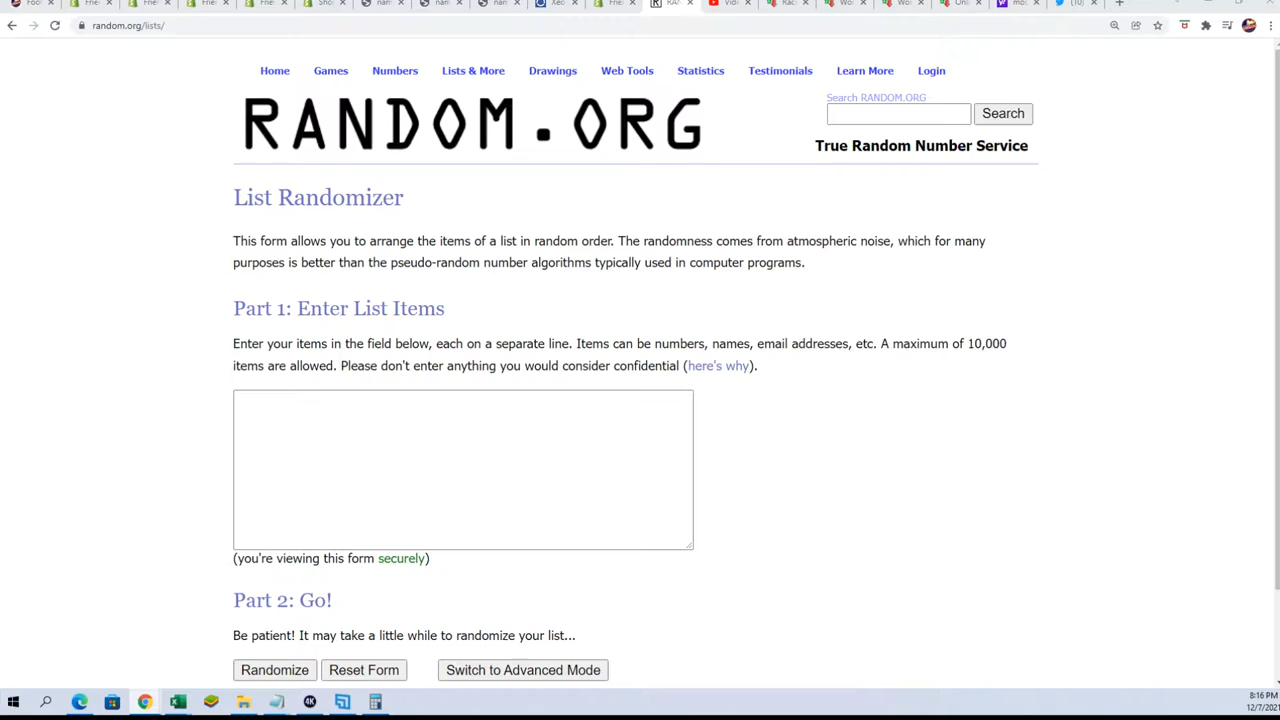 random.org/lists/
Home Games Numbers Lists & More Drawings Web Tools Statistics Testimonials Learn More Login
RANDOM.ORG
Search RANDOM.ORG
Search
True Random Number Service
List Randomizer
This form allows you to arrange the items of a list in random order. The randomness comes from atmospheric noise, which for many
purposes is better than the pseudo-random number algorithms typically used in computer programs.
Part 1: Enter List Items
Enter your items in the field below, each on a separate line. Items can be numbers, names, email addresses, etc. A maximum of 10,000
items are allowed. Please don't enter anything you would consider confidential (here's why).
(you're viewing this form securely)
Part 2: Go!
Be patient! It may take a little while to randomize your list...
Randomize Reset Form Switch to Advanced Mode
8:16 PM